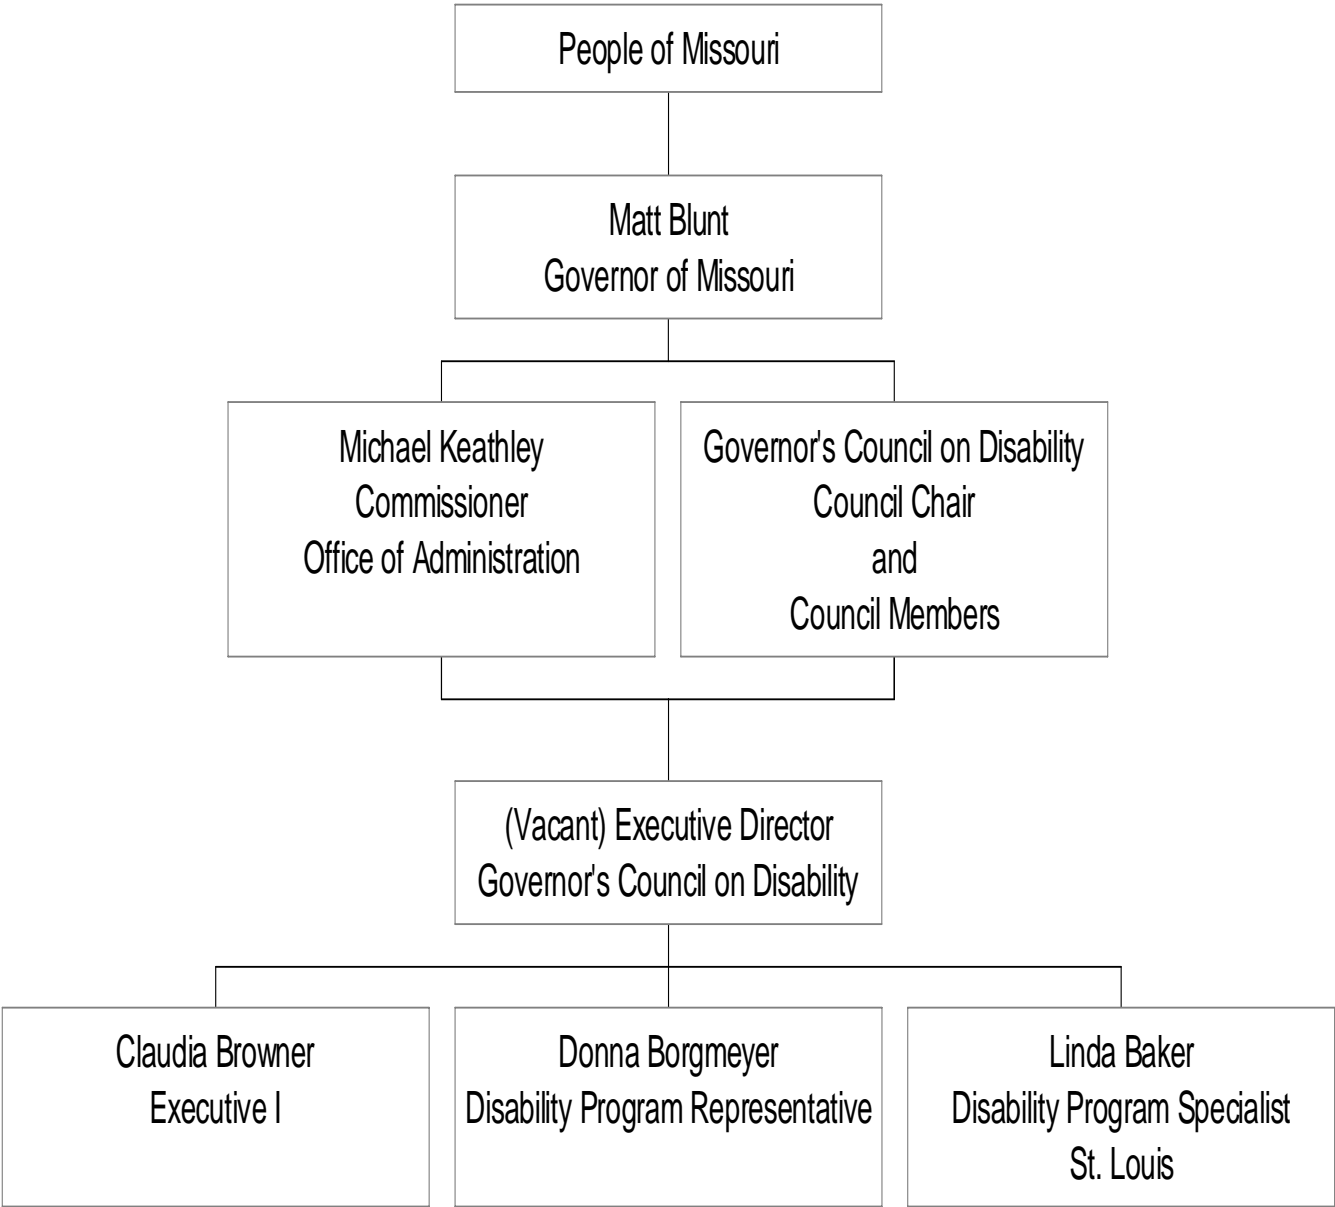 People of Missouri
Matt Blunt
Governor of Missouri
Michael Keathley
Commissioner
Office of Administration
Governor's Council on Disability
Council Chair
and
Council Members
(Vacant) Executive Director
Governor's Council on Disability
Claudia Browner
Executive I
Donna Borgmeyer
Disability Program Representative
Linda Baker
Disability Program Specialist
St. Louis